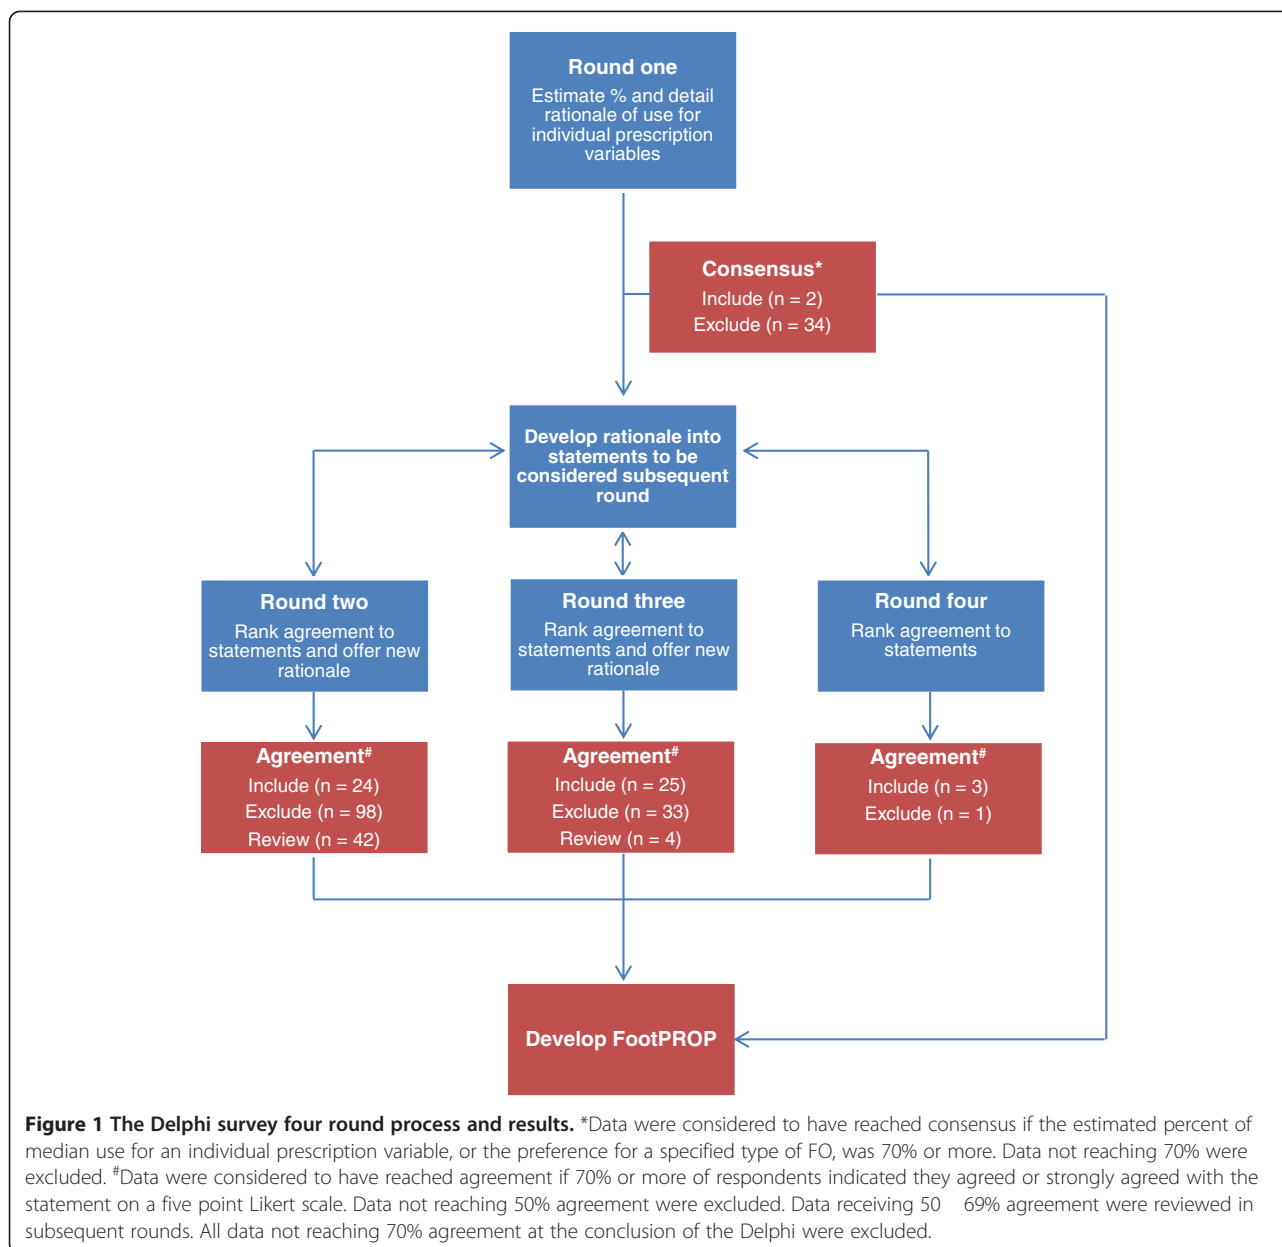 Round one
Estimate % and detail
rationale of use for
individual prescription
variables
Consensus*
Include (n = 2)
Exclude (n = 34)
Develop rationale into
statements to be
considered subsequent
round
Round two
Rank agreement to
statements and offer new
rationale
Round three
Rank agreement to
statements and offer new
rationale
Round four
Rank agreement to
statements
Agreement#
Include (n = 24)
Exclude (n = 98)
Review (n = 42)
Agreement#
Include (n = 25)
Exclude (n = 33)
Review (n = 4)
Agreement#
Include (n = 3)
Exclude (n = 1)
Develop FootPROP
Figure 1 The Delphi survey four round process and results. *Data were considered to have reached consensus if the estimated percent of
median use for an individual prescription variable, or the preference for a specified type of FO, was 70% or more. Data not reaching 70% were
excluded. #Data were considered to have reached agreement if 70% or more of respondents indicated they agreed or strongly agreed with the
statement on a five point Likert scale. Data not reaching 50% agreement were excluded. Data receiving 50 69% agreement were reviewed in
subsequent rounds. All data not reaching 70% agreement at the conclusion of the Delphi were excluded.